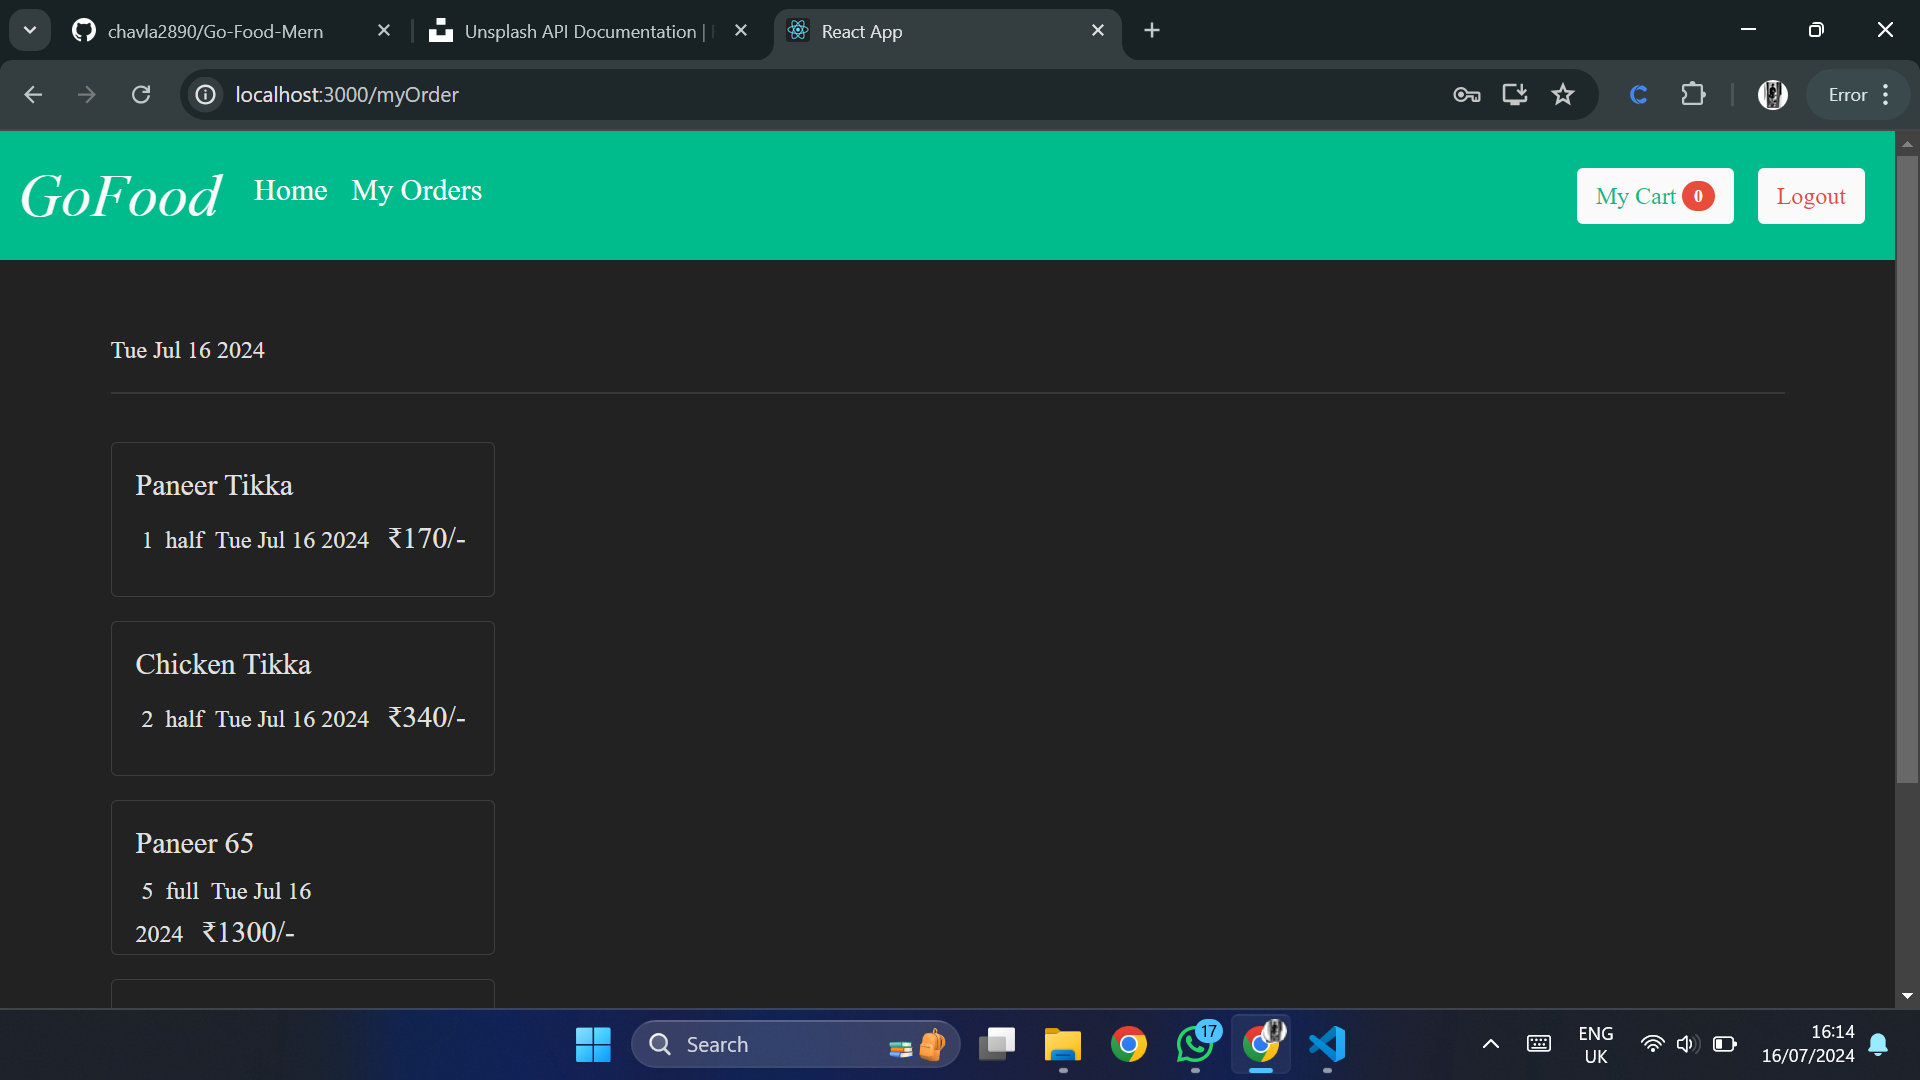 chavla2890/Go-Food-Mern
Unsplash API Documentation |
React App
localhost:3000/myOrder
Error
GoFood Home My Orders
My Cart 0
Logout
Tue Jul 16 2024
Paneer Tikka
1 half Tue Jul 16 2024 ₹170/-
Chicken Tikka
2 half Tue Jul 16 2024 ₹340/-
Paneer 65
5 full Tue Jul 16
2024 ₹1300/-
Search
17
ENG
UK
16:14
16/07/2024